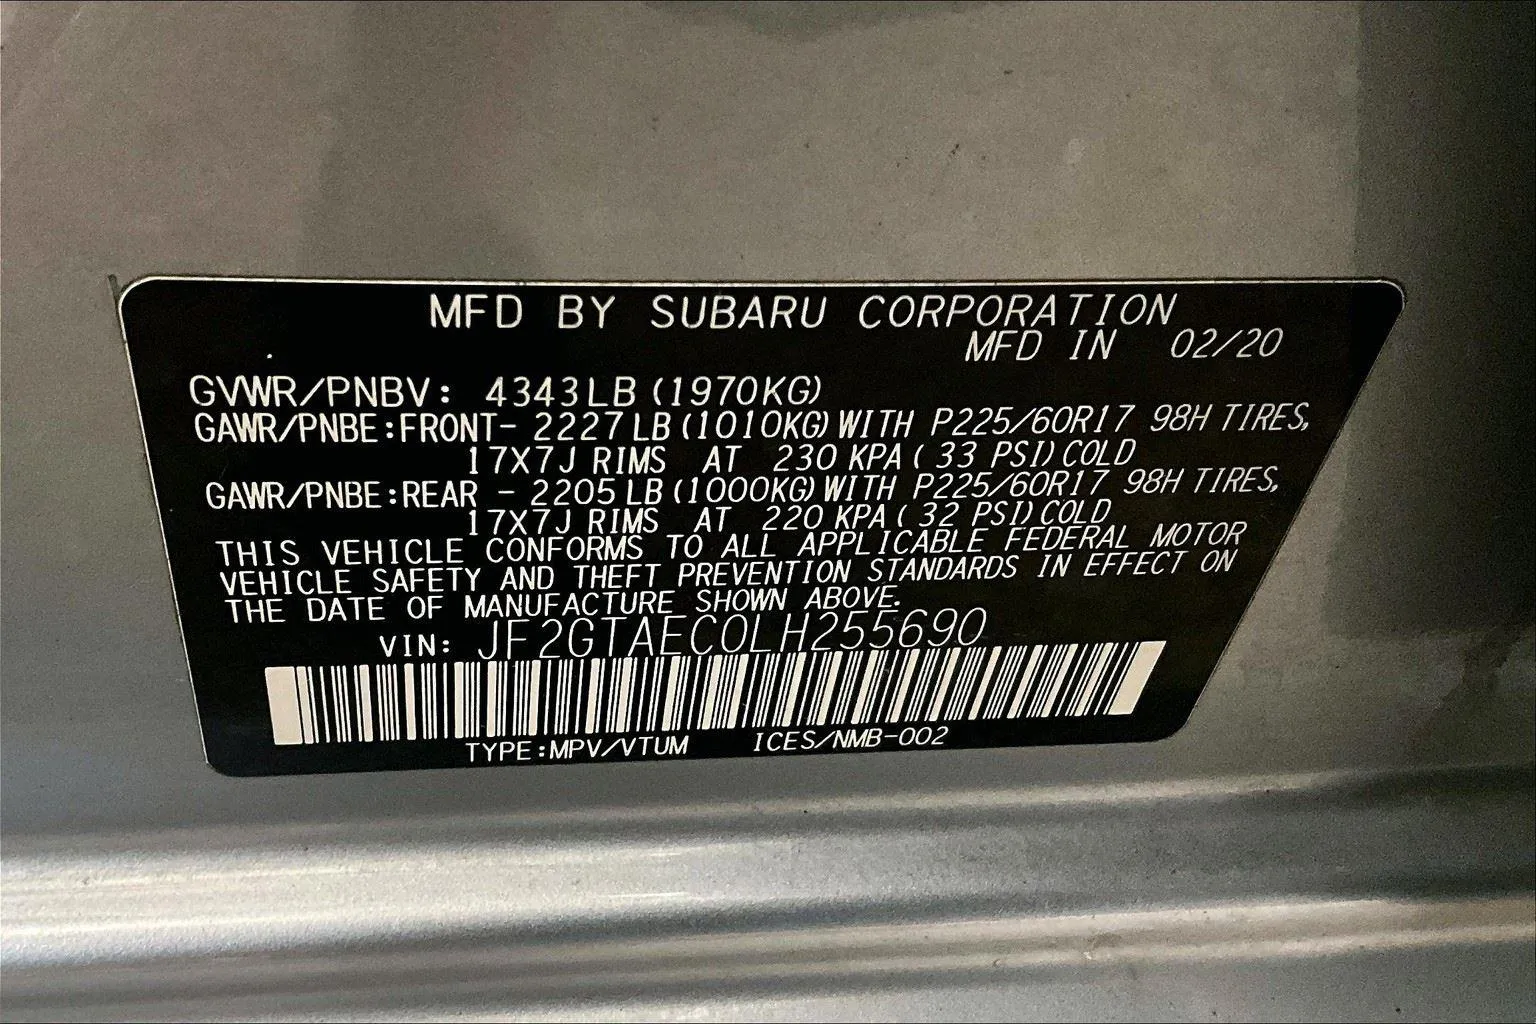 MFD BY SUBARU CORPORATION
MFD IN 02/20
GVWR/PNBV: 4343LB (1970KG)
GAWR/PNBE:FRONT- 2227LB (1010KG) WITH P225/60R17 98H TIRES,
17X7J RIMS AT 230 KPA ( 33 PSI) COLD
GAWR/PNBE:REAR - 2205LB (1000KG) WITH P225/60R17 98H TIRES,
17X7J RIMS AT 220 KPA ( 32 PSI) COLD
THIS VEHICLE CONFORMS TO ALL APPLICABLE FEDERAL MOTOR
VEHICLE SAFETY AND THEFT PREVENTION STANDARDS IN EFFECT ON
THE DATE OF MANUFACTURE SHOWN ABOVE.
VIN: JF2GTAEC0LH255690
TYPE:MPV/VTUM ICES/NMB-002